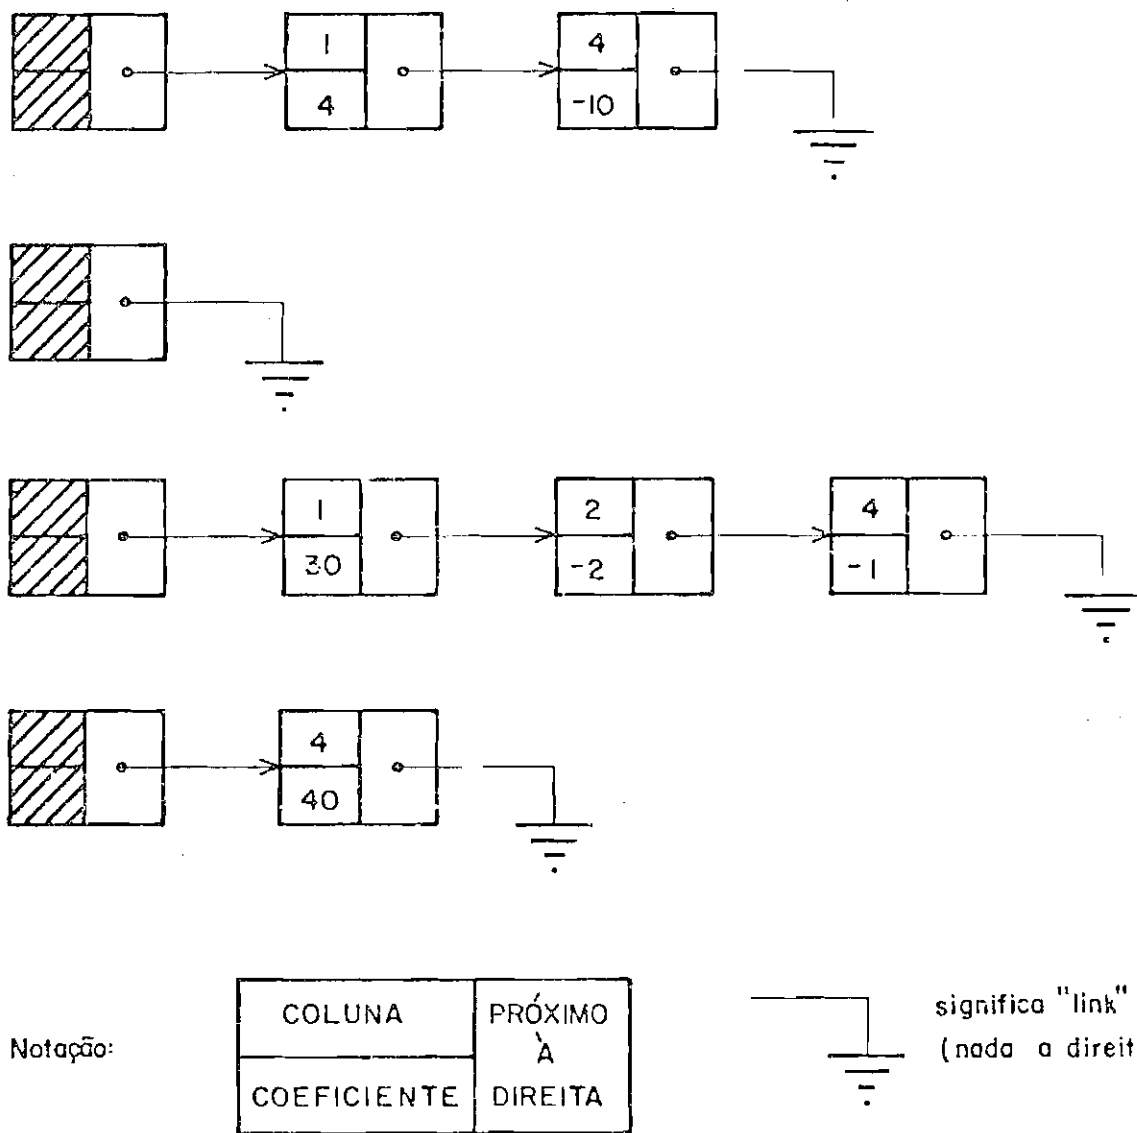 1 4
4 -10
1 2 4
30 -2 -1
4
40
Notação:
COLUNA
COEFICIENTE
PRÓXIMO
À
DIREITA
significa "link"
(nada a direit